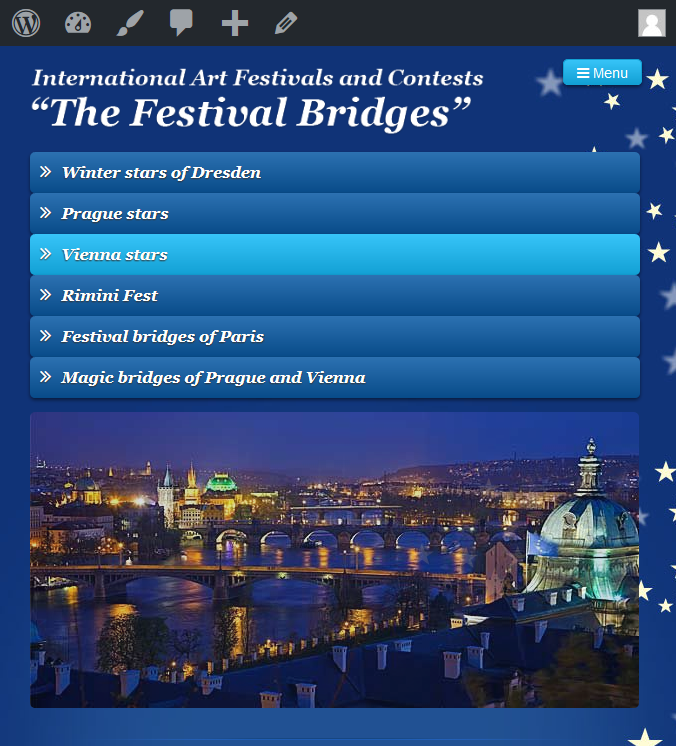 Menu
International Art Festivals and Contests
“The Festival Bridges”
Winter stars of Dresden
Prague stars
Vienna stars
Rimini Fest
Festival bridges of Paris
Magic bridges of Prague and Vienna